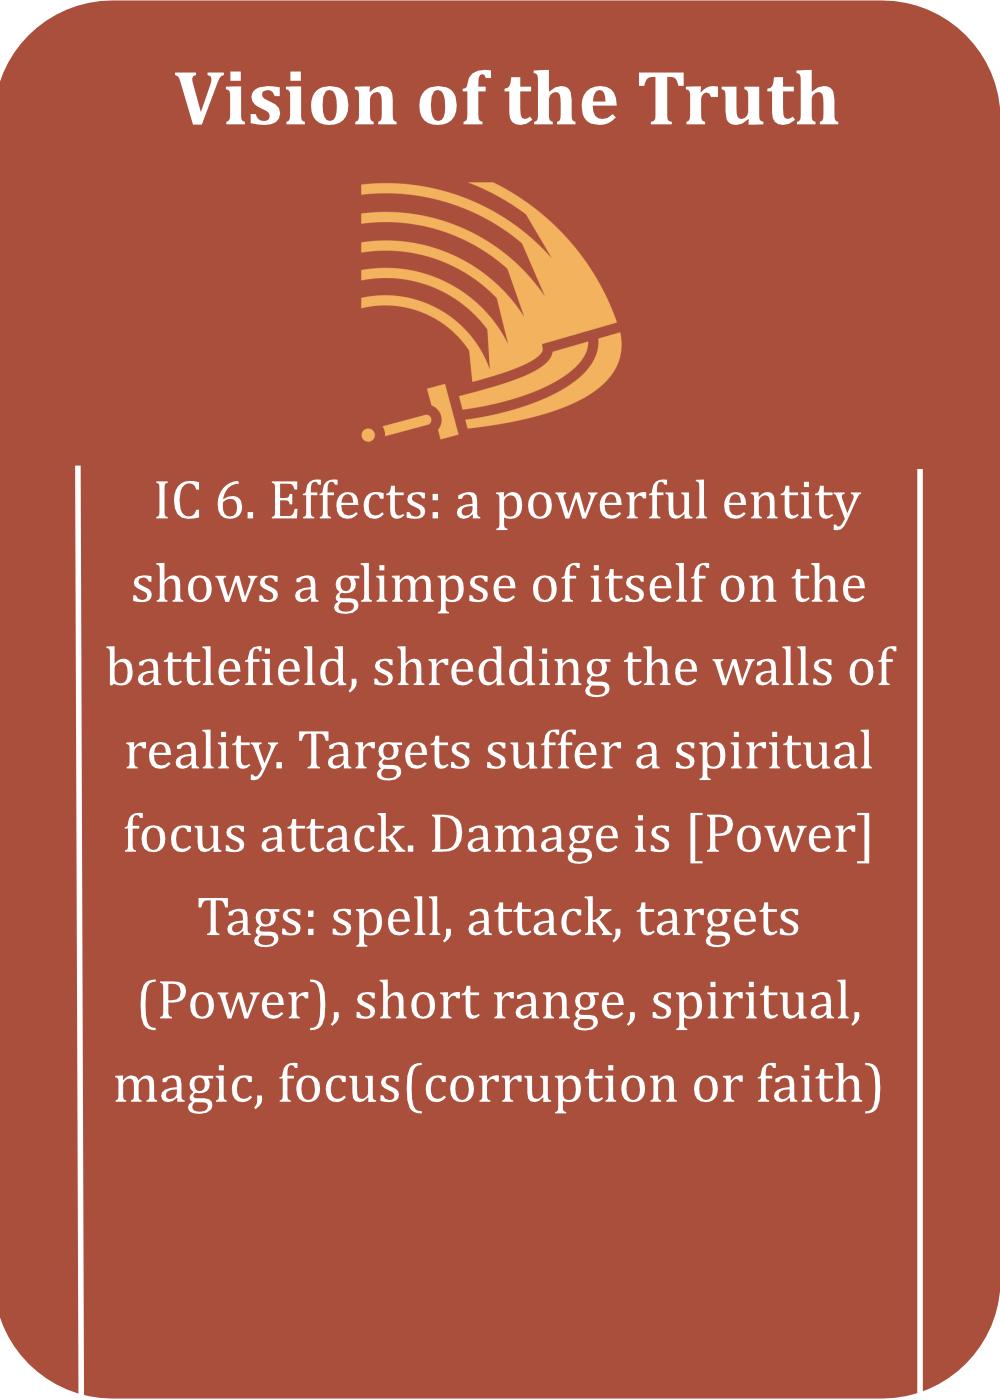 Vision of the Truth
IC 6. Effects: a powerful entity
shows a glimpse of itself on the
battlefield, shredding the walls of
reality. Targets suffer a spiritual
focus attack. Damage is [Power]
Tags: spell, attack, targets
(Power), short range, spiritual,
magic, focus(corruption or faith)